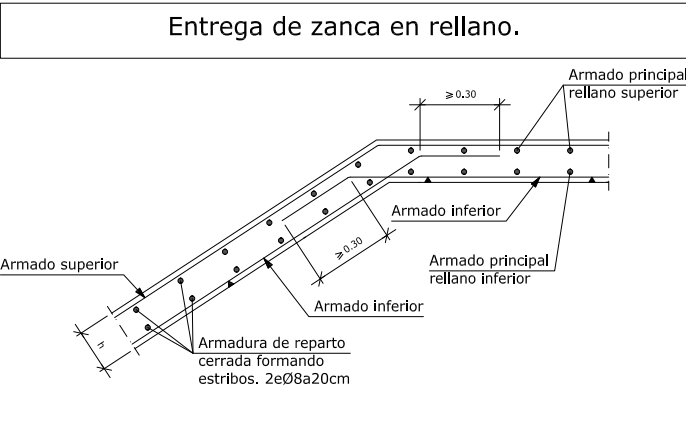 Entrega de zanca en rellano.
Armado principal
rellano superior
≥0.30
Armado inferior
≥0.30
Armado principal
rellano inferior
Armado superior
Armado inferior
h
Armadura de reparto
cerrada formando
estribos. 2eØ8a20cm